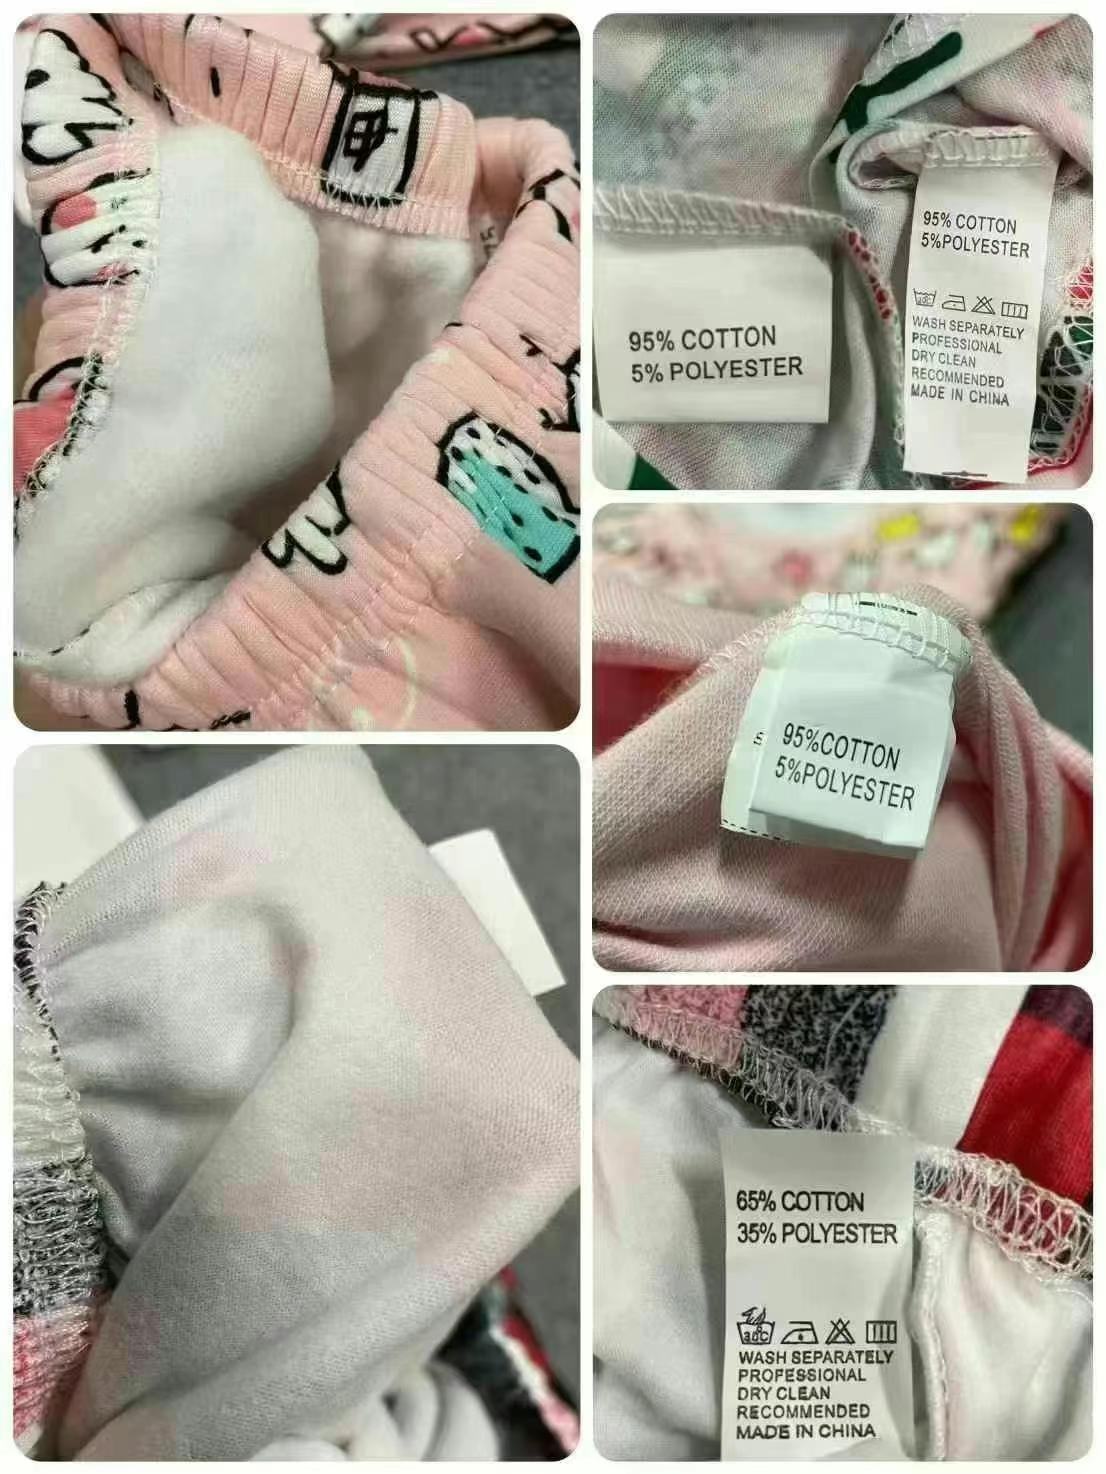 95% COTTON
5% POLYESTER
95% COTTON
5%POLYESTER
WASH SEPARATELY
PROFESSIONAL
DRY CLEAN
RECOMMENDED
MADE IN CHINA
95%COTTON
5%POLYESTER
65% COTTON
35% POLYESTER
30C
WASH SEPARATELY
PROFESSIONAL
DRY CLEAN
RECOMMENDED
MADE IN CHINA